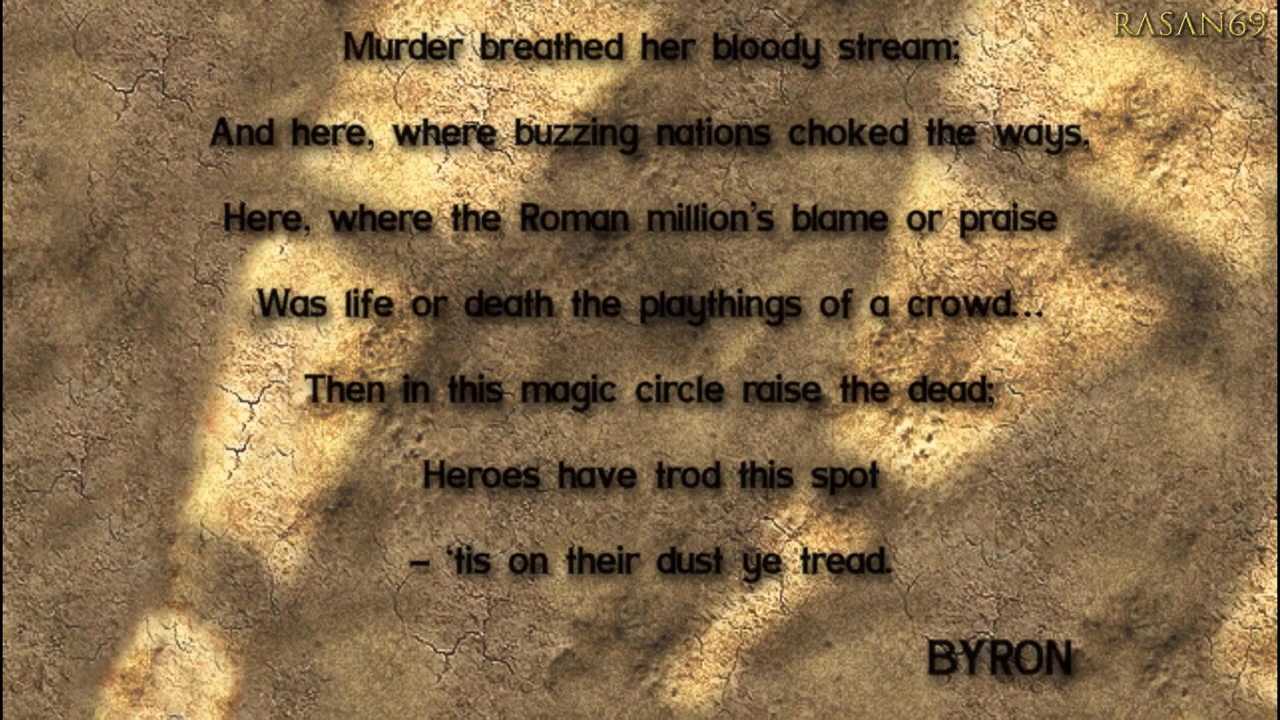 RASAN69
Murder breathed her bloody stream;
And here, where buzzing nations choked the ways,
Here, where the Roman million's blame or praise
Was life or death the playthings of a crowd...
Then in this magic circle raise the dead;
Heroes have trod this spot
– ‘tis on their dust ye tread.
BYRON